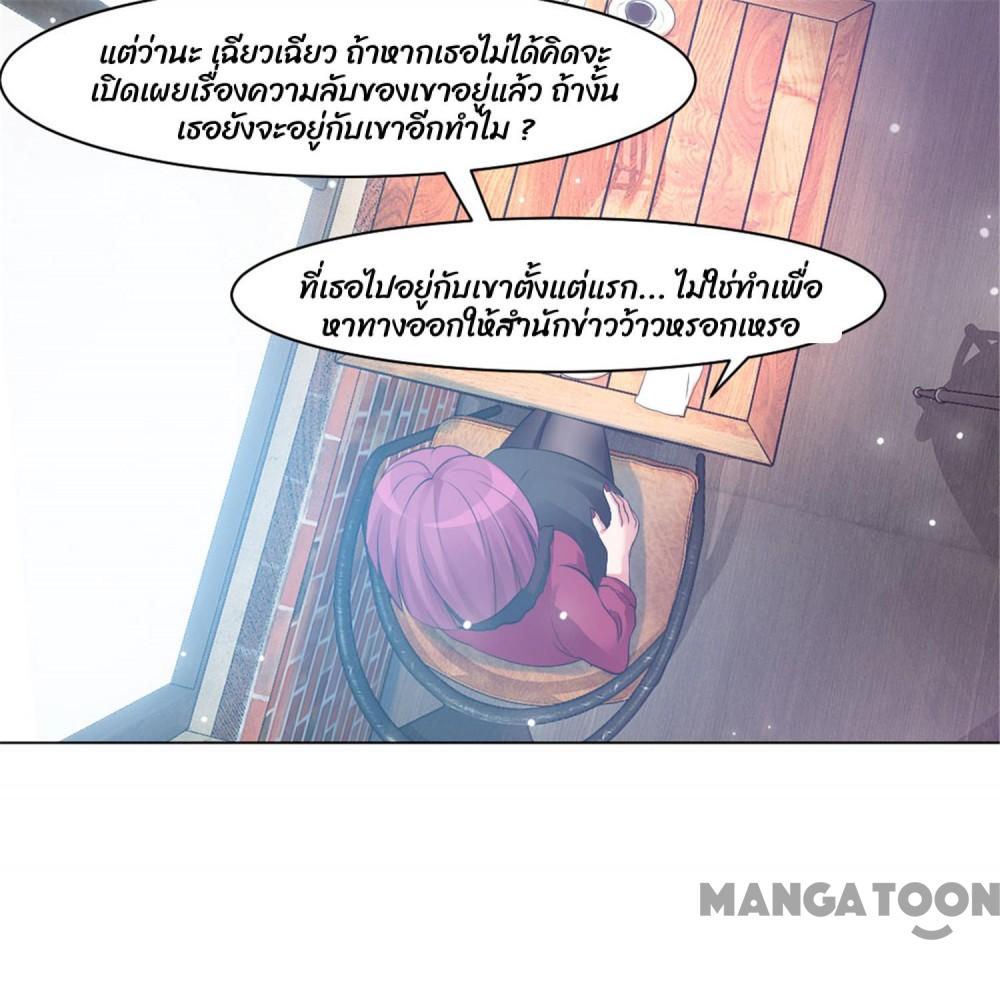 แต่ว่านะ เฉียวเฉียว ถ้าหากเธอไม่ได้คิดจะ
เปิดเผยเรื่องความลับของเขาอยู่แล้ว ถ้างั้น
เธอยังจะอยู่กับเขาอีกทำไม ?
ที่เธอไปอยู่กับเขาตั้งแต่แรก... ไม่ใช่ทำเพื่อ
หาทางออกให้สำนักข่าวว้าวหรอกเหรอ
MANGATOON